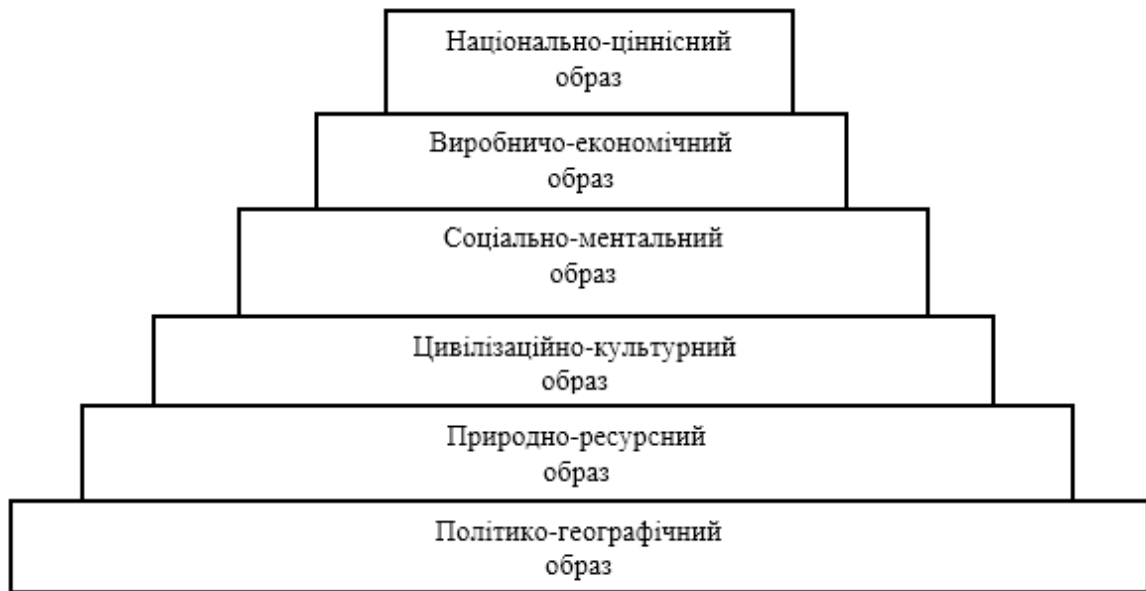 Національно-ціннісний
образ
Виробничо-економічний
образ
Соціально-ментальний
образ
Цивілізаційно-культурний
образ
Природно-ресурсний
образ
Політико-географічний
образ